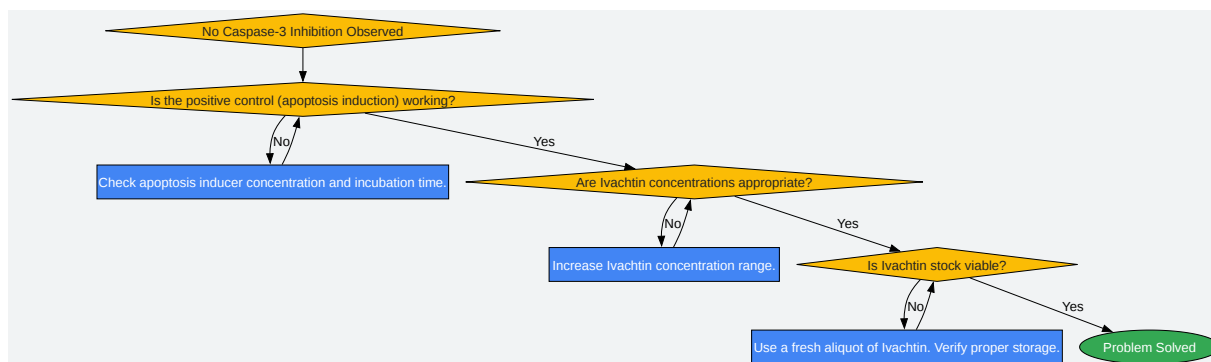 No Caspase-3 Inhibition Observed
Is the positive control (apoptosis induction) working?
No
Yes
Check apoptosis inducer concentration and incubation time.
Are Ivachtin concentrations appropriate?
No
Yes
Increase Ivachtin concentration range.
Is Ivachtin stock viable?
No
Yes
Use a fresh aliquot of Ivachtin. Verify proper storage.
Problem Solved